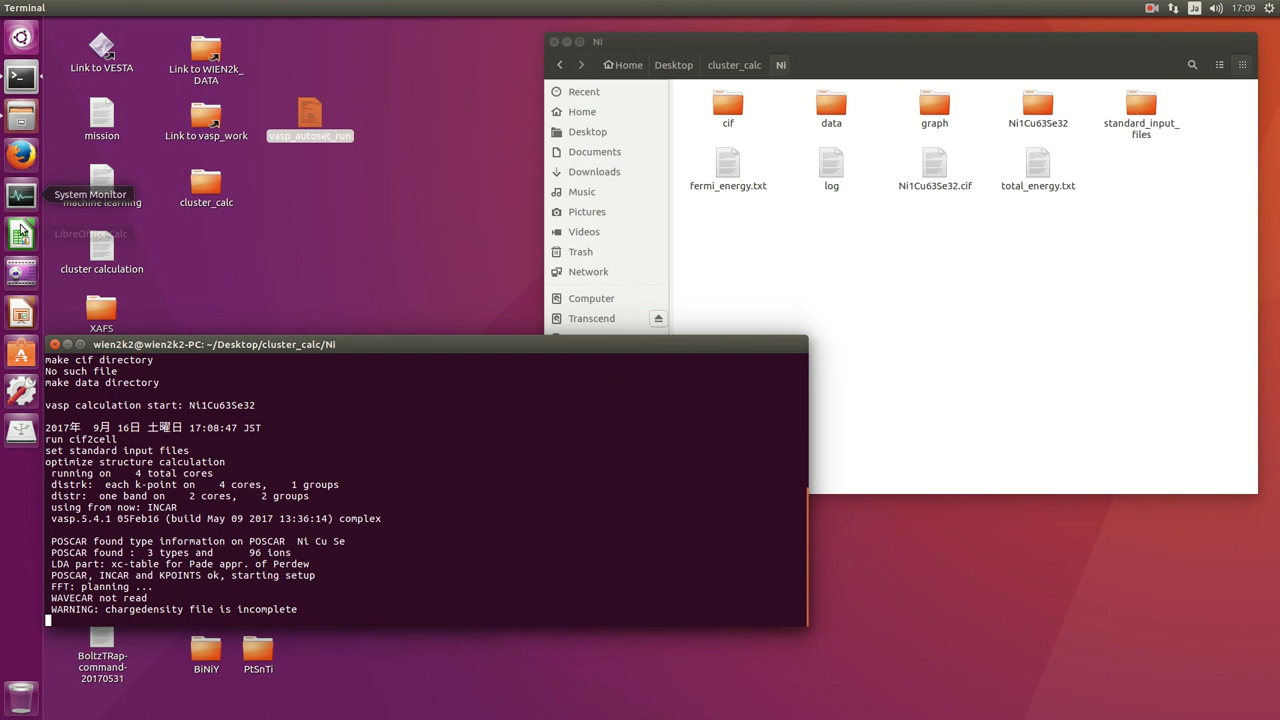 Terminal
Ja
17:09
Link to VESTA
Link to WIEN2k_
DATA
mission
Link to vasp_work
vasp_autoset_run
System Monitor
machine learning
cluster_calc
LibreOffice Calc
cluster calculation
XAFS
BoltzTRap-
command-
20170531
BiNiY
PtSnTi
Ni
Home
Desktop
cluster_calc
Ni
Recent
Home
Desktop
Documents
Downloads
Music
Pictures
Videos
Trash
Network
Computer
Transcend
cif
data
graph
Ni1Cu63Se32
standard_input_
files
fermi_energy.txt
log
Ni1Cu63Se32.cif
total_energy.txt
wien2k2@wien2k2-PC: ~/Desktop/cluster_calc/Ni
make cif directory
No such file
make data directory
vasp calculation start: Ni1Cu63Se32
2017年 9月 16日 土曜日 17:08:47 JST
run cif2cell
set standard input files
optimize structure calculation
running on 4 total cores
distrk: each k-point on 4 cores, 1 groups
distr: one band on 2 cores, 2 groups
using from now: INCAR
vasp.5.4.1 05Feb16 (build May 09 2017 13:36:14) complex
POSCAR found type information on POSCAR Ni Cu Se
POSCAR found : 3 types and 96 ions
LDA part: xc-table for Pade appr. of Perdew
POSCAR, INCAR and KPOINTS ok, starting setup
FFT: planning ...
WAVECAR not read
WARNING: chargedensity file is incomplete